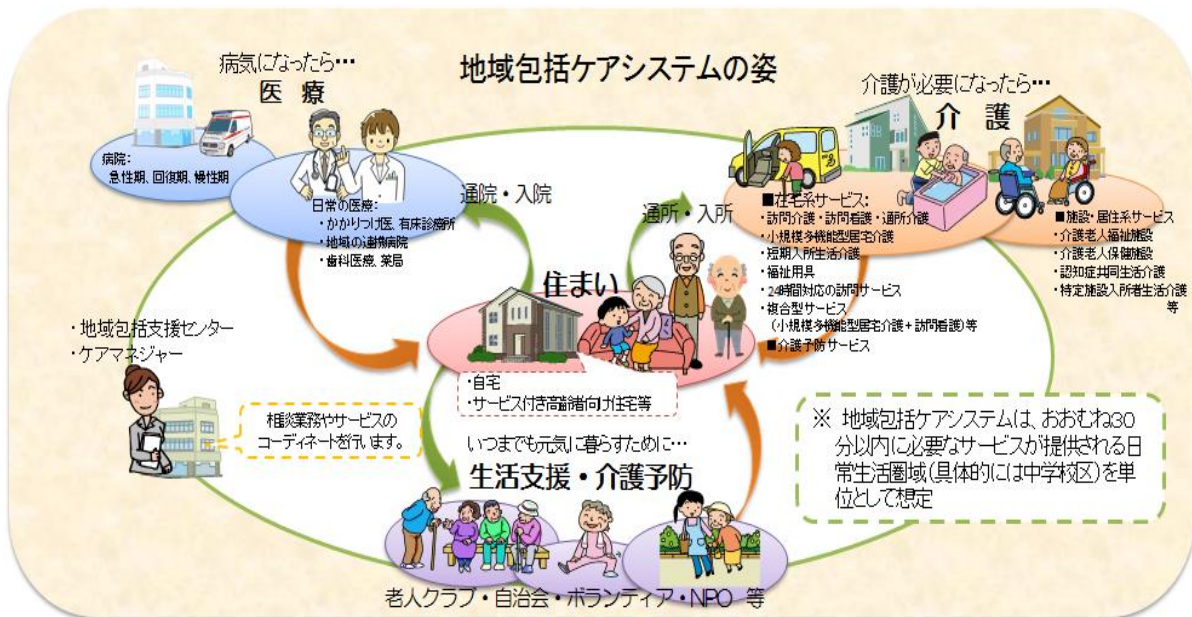 地域包括ケアシステムの姿
病気になったら･･･
医 療
病院:
急性期、回復期、慢性期
日常の医療:
・かかりつけ医、有床診療所
・地域の連携病院
・歯科医療、薬局
通院・入院
通所・入所
介護が必要になったら･･･
介 護
■在宅系サービス:
・訪問介護・訪問看護・通所介護
・小規模多機能型居宅介護
・短期入所生活介護
・福祉用具
・24時間対応の訪問サービス
・複合型サービス
(小規模多機能型居宅介護+訪問看護)等
■介護予防サービス
■施設・居住系サービス
・介護老人福祉施設
・介護老人保健施設
・認知症共同生活介護
・特定施設入所者生活介護
等
住まい
・自宅
・サービス付き高齢者向け住宅等
・地域包括支援センター
・ケアマネジャー
相談業務やサービスの
コーディネートを行います。
いつまでも元気に暮らすために･･･
生活支援・介護予防
老人クラブ・自治会・ボランティア・NPO 等
※ 地域包括ケアシステムは、おおむね30
分以内に必要なサービスが提供される日
常生活圏域(具体的には中学校区)を単
位として想定